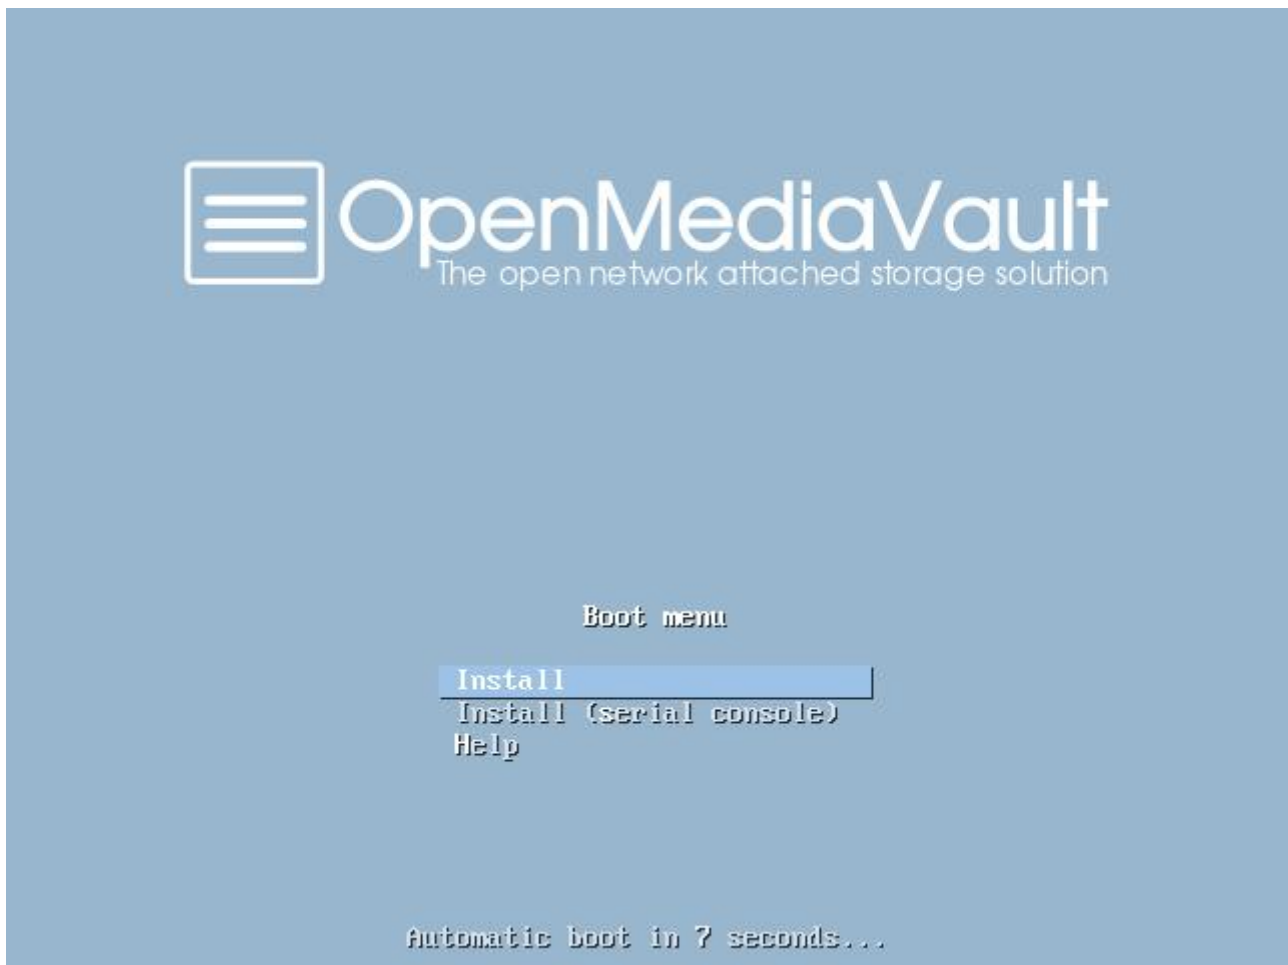 OpenMediaVault
The open network attached storage solution
Boot menu
Install
Install (serial console)
Help
Automatic boot in 7 seconds...